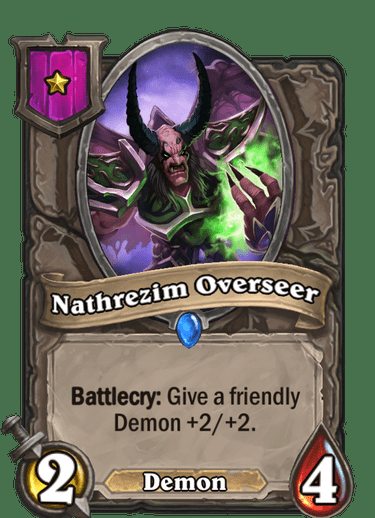 Nathrezim Overseer
Battlecry: Give a friendly
Demon +2/+2.
2
Demon
4